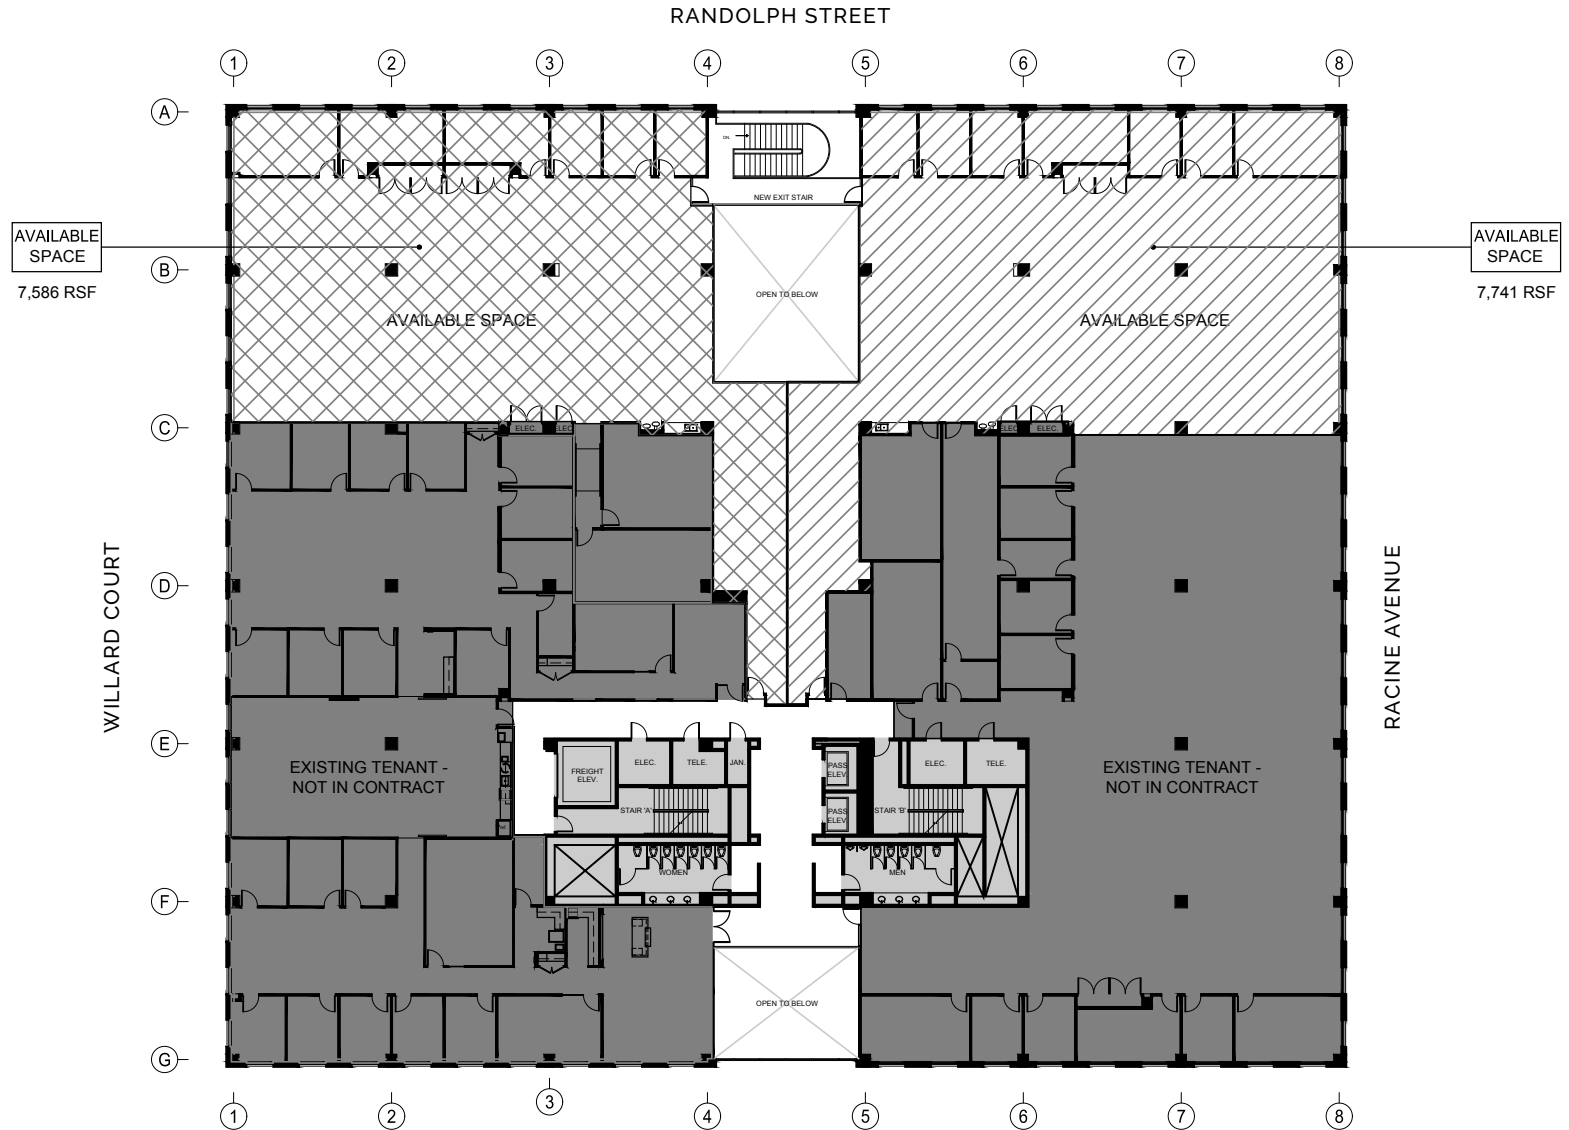 RANDOLPH STREET
1 2 3 4 5 6 7 8
A
DN.
NEW EXIT STAIR
AVAILABLE
SPACE
7,586 RSF
AVAILABLE
SPACE
7,741 RSF
B
OPEN TO BELOW
AVAILABLE SPACE
AVAILABLE SPACE
C
ELEC. ELEC.
ELEC. ELEC.
D
WILLARD COURT
RACINE AVENUE
E
EXISTING TENANT -
NOT IN CONTRACT
FREIGHT
ELEV.
ELEC.
TELE.
JAN.
PASS
ELEV.
ELEC.
TELE.
EXISTING TENANT -
NOT IN CONTRACT
STAIR 'A'
PASS
ELEV.
STAIR 'B'
WOMEN
MEN
F
OPEN TO BELOW
G
1 2 3 4 5 6 7 8